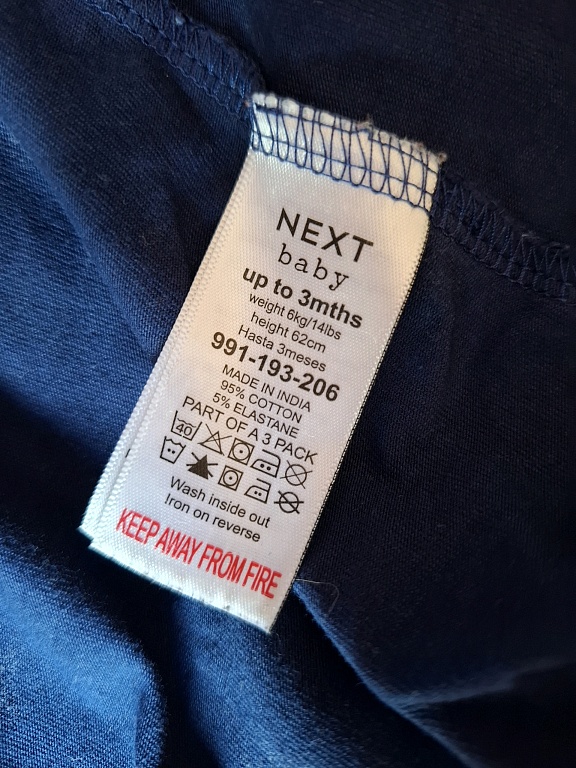 NEXT
baby
up to 3mths
weight 6kg/14lbs
height 62cm
Hasta 3meses
991-193-206
MADE IN INDIA
95% COTTON
5% ELASTANE
PART OF A 3 PACK
40
Wash inside out
Iron on reverse
KEEP AWAY FROM FIRE